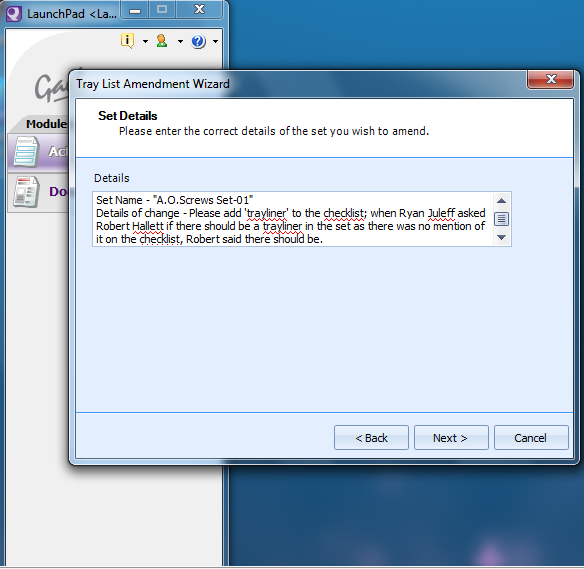 LaunchPad <La...
Tray List Amendment Wizard
Set Details
Please enter the correct details of the set you wish to amend.
Module
Details
Set Name - "A.O.Screws Set-01"
Details of change - Please add 'trayliner' to the checklist; when Ryan Juleff asked
Robert Hallett if there should be a trayliner in the set as there was no mention of
it on the checklist, Robert said there should be.
< Back
Next >
Cancel